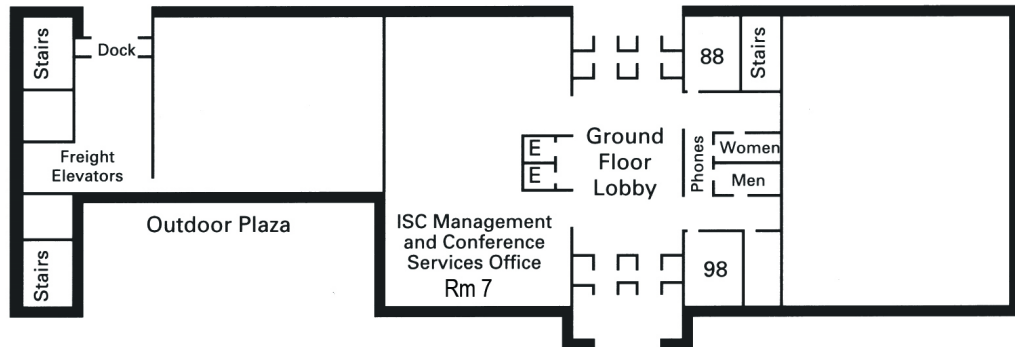 Stairs
Dock
88
Stairs
Freight
Elevators
E
E
Ground
Floor
Lobby
Phones
Women
Men
Outdoor Plaza
ISC Management
and Conference
Services Office
Rm 7
Stairs
98